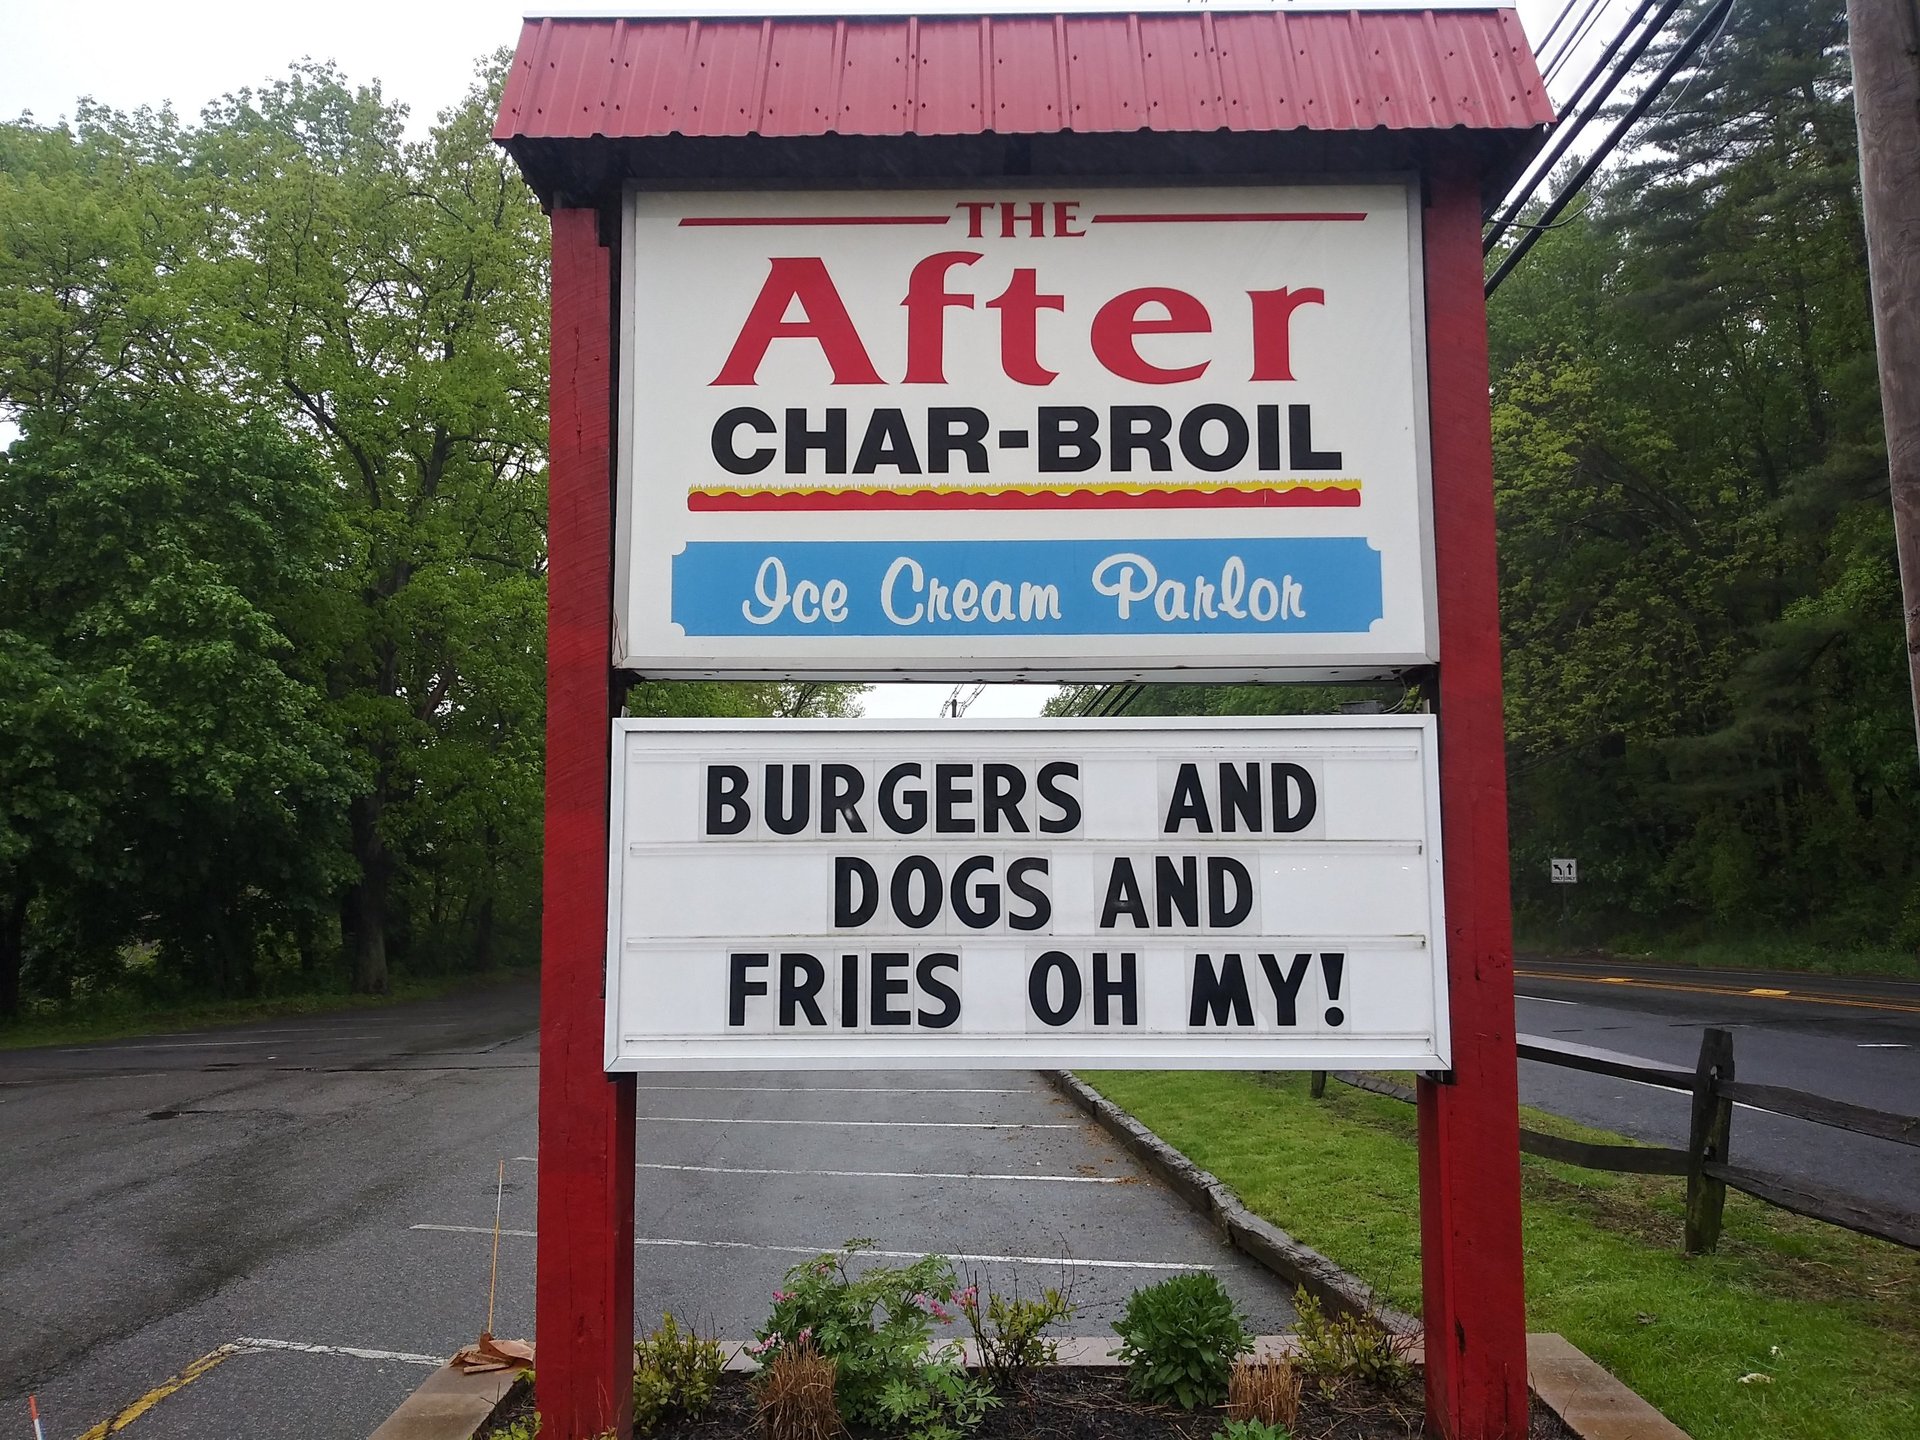 THE
After
CHAR-BROIL
Ice Cream Parlor
BURGERS AND
DOGS AND
FRIES OH MY!